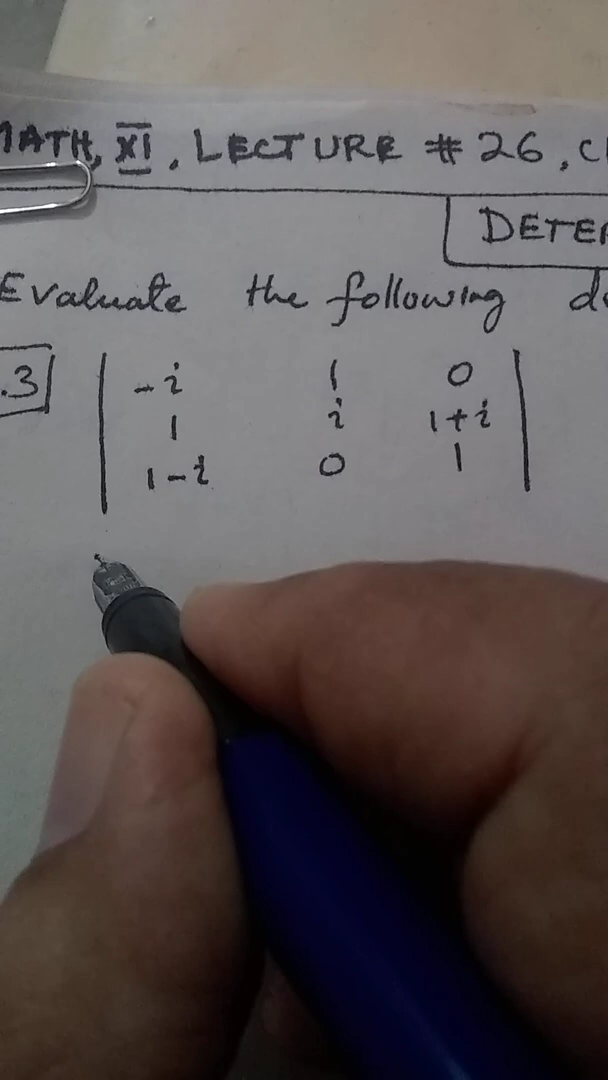 MATH, XI. LECTURE # 26, C
DETER
Evaluate the following d
.3 | -i 1 0 |
| 1 i 1+i |
| 1-i 0 1 |